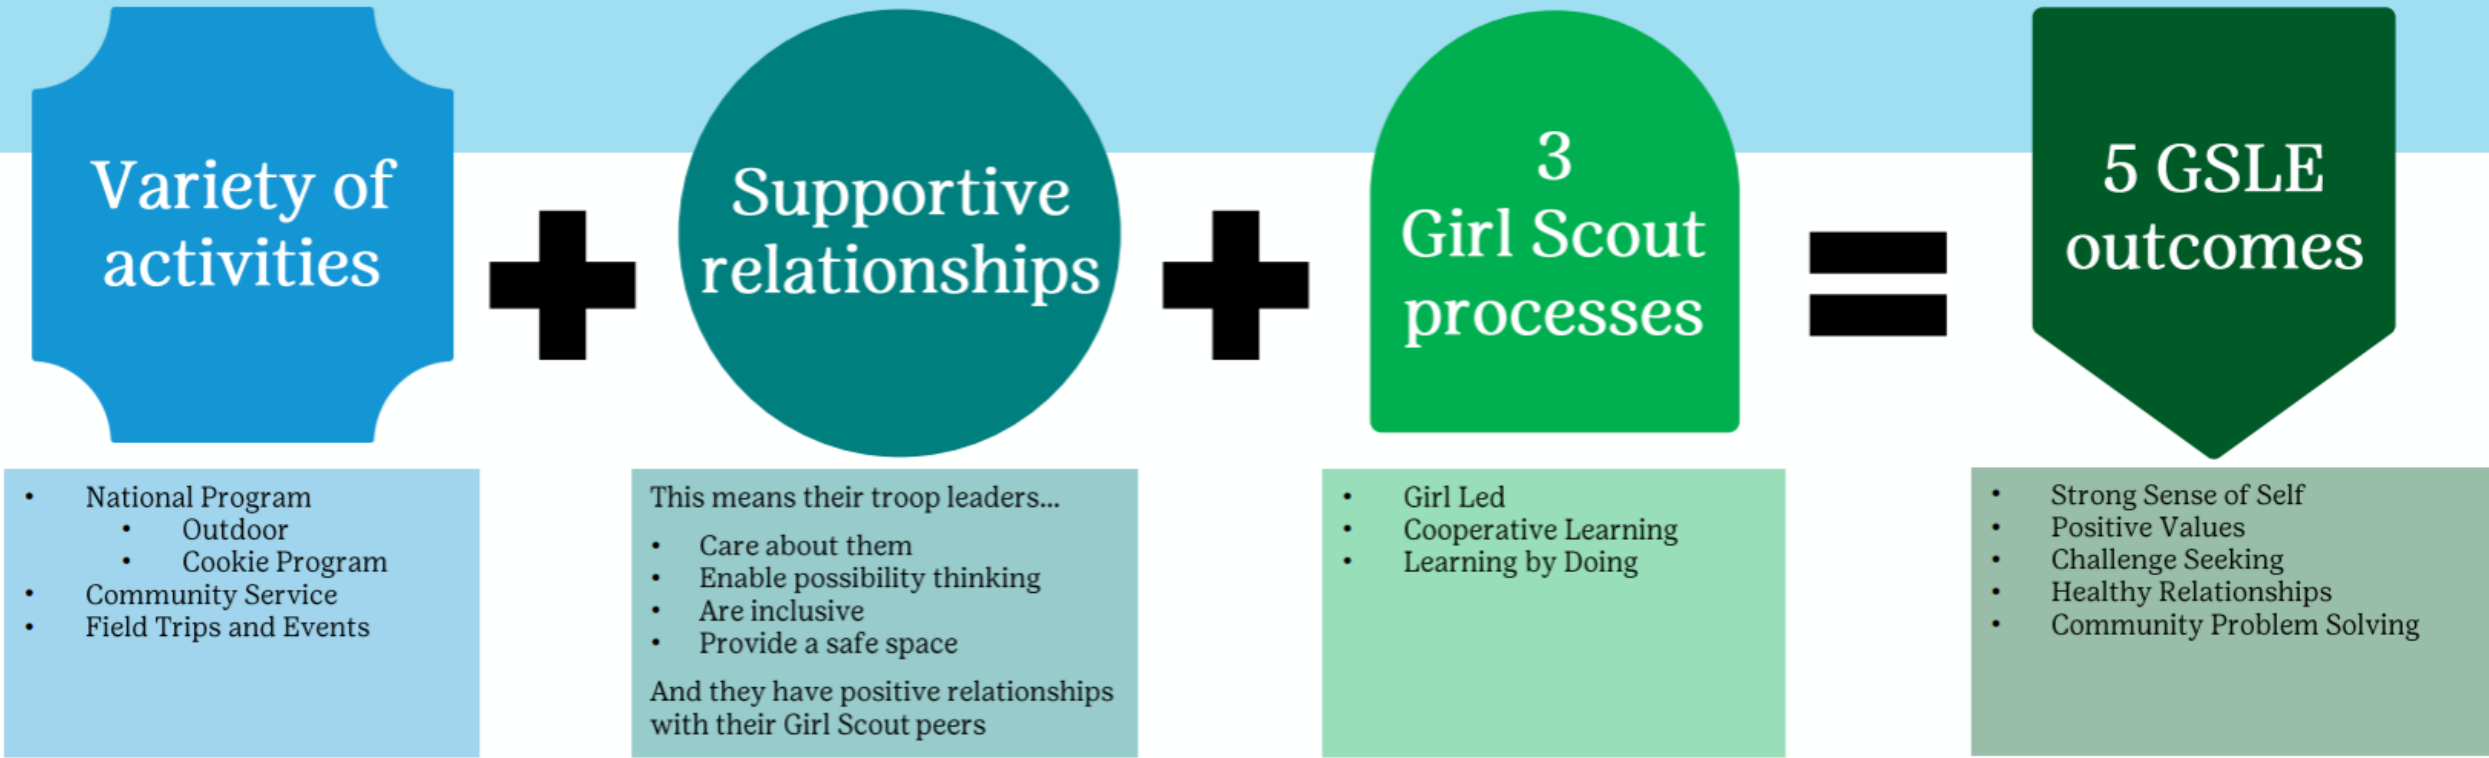 Variety of
activities
Supportive
relationships
3
Girl Scout
processes
5 GSLE
outcomes
• National Program
• Outdoor
• Cookie Program
• Community Service
• Field Trips and Events
This means their troop leaders...
• Care about them
• Enable possibility thinking
• Are inclusive
• Provide a safe space
And they have positive relationships
with their Girl Scout peers
• Girl Led
• Cooperative Learning
• Learning by Doing
• Strong Sense of Self
• Positive Values
• Challenge Seeking
• Healthy Relationships
• Community Problem Solving